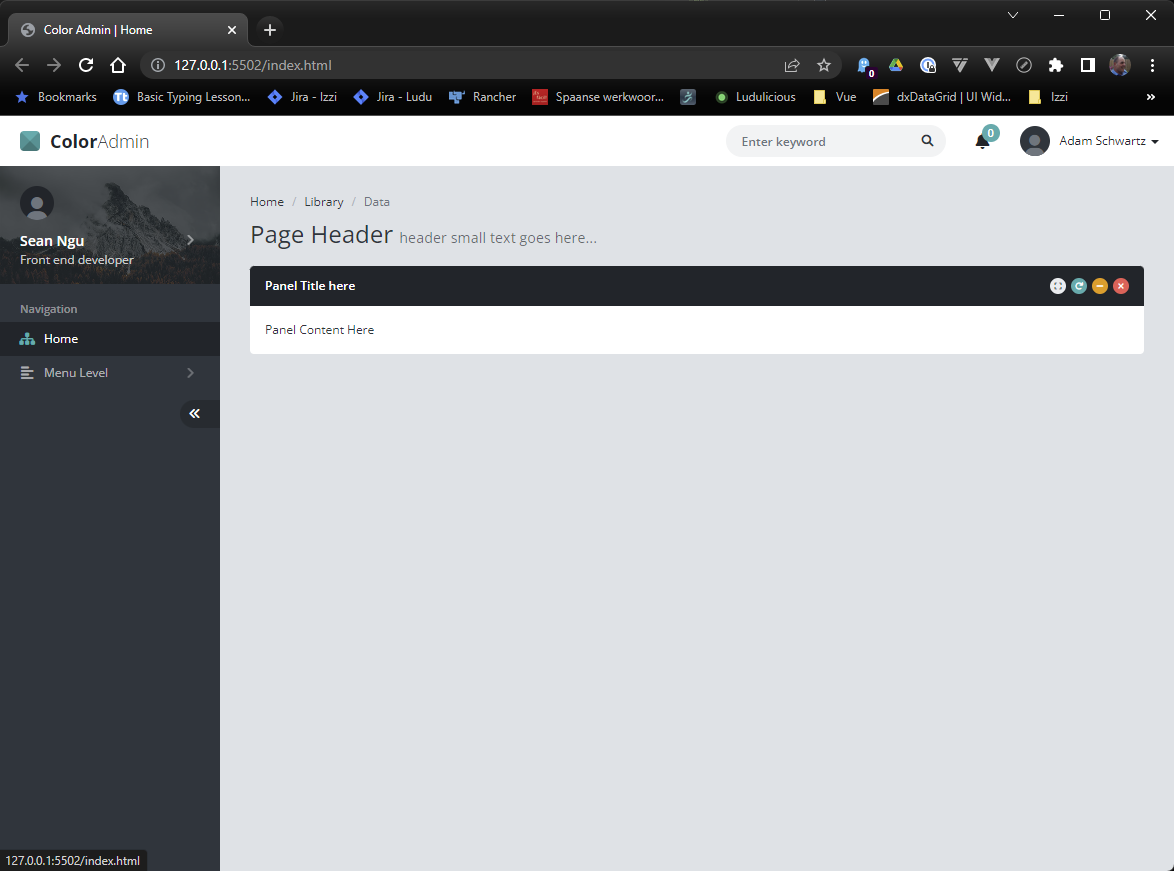 Color Admin | Home
127.0.0.1:5502/index.html
0
Bookmarks
Tt
Basic Typing Lesson...
Jira - Izzi
Jira - Ludu
Rancher
Spaanse werkwoor...
Ludulicious
Vue
dxDataGrid | UI Wid...
Izzi
»
ColorAdmin
Enter keyword
0
Adam Schwartz
Sean Ngu
Front end developer
Navigation
Home
Menu Level
Home / Library / Data
Page Header header small text goes here...
Panel Title here
Panel Content Here
127.0.0.1:5502/index.html